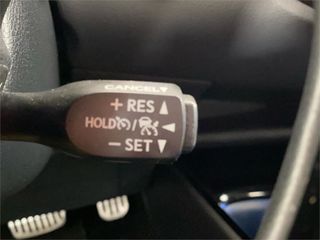 CANCEL▼
+ RES ▲
HOLD / ◀
− SET ▼